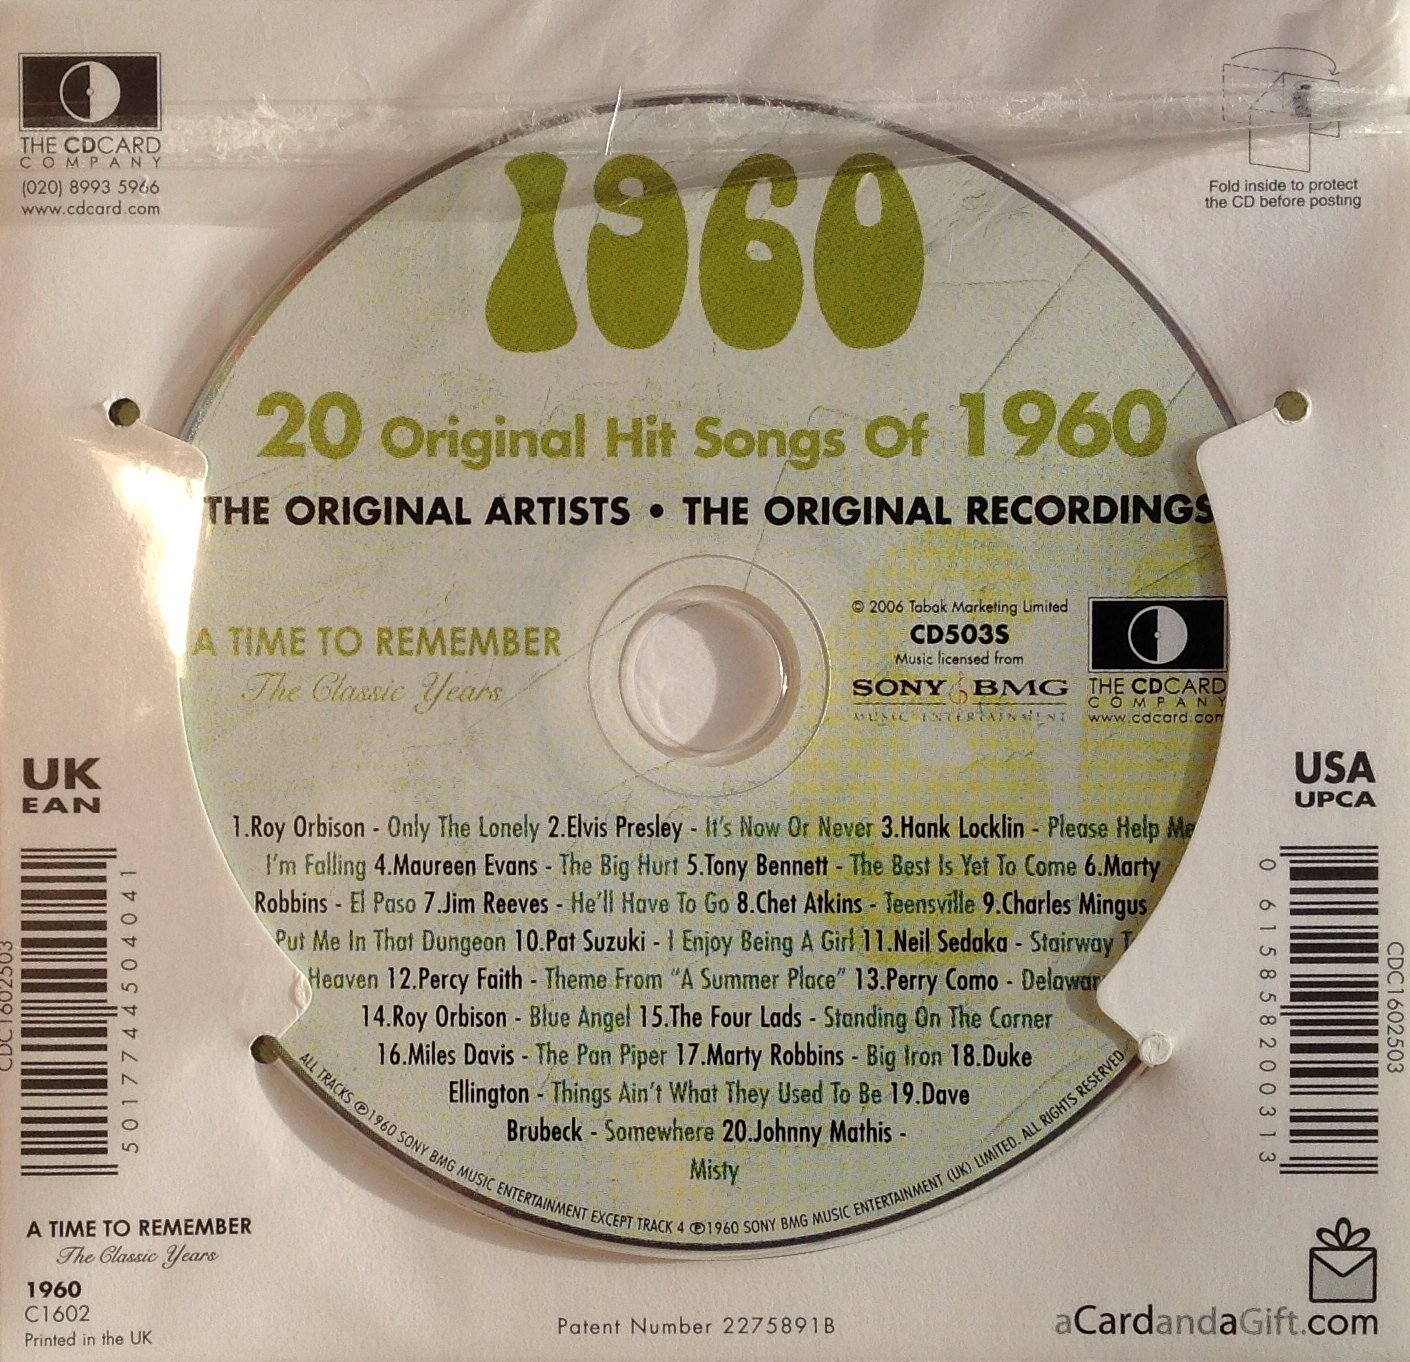 THE CDCARD
COMPANY
(020) 8993 5966
www.cdcard.com
Fold inside to protect
the CD before posting
1960
20 Original Hit Songs Of 1960
THE ORIGINAL ARTISTS • THE ORIGINAL RECORDINGS
A TIME TO REMEMBER
The Classic Years
© 2006 Tabak Marketing Limited
CD503S
Music licensed from
SONY BMG
MUSIC ENTERTAINMENT
THE CDCARD
COMPANY
www.cdcard.com
UK
EAN
USA
UPCA
1.Roy Orbison - Only The Lonely 2.Elvis Presley - It's Now Or Never 3.Hank Locklin - Please Help Me
I'm Falling 4.Maureen Evans - The Big Hurt 5.Tony Bennett - The Best Is Yet To Come 6.Marty
Robbins - El Paso 7.Jim Reeves - He'll Have To Go 8.Chet Atkins - Teensville 9.Charles Mingus
Put Me In That Dungeon 10.Pat Suzuki - I Enjoy Being A Girl 11.Neil Sedaka - Stairway T
Heaven 12.Percy Faith - Theme From "A Summer Place" 13.Perry Como - Delawar
14.Roy Orbison - Blue Angel 15.The Four Lads - Standing On The Corner
16.Miles Davis - The Pan Piper 17.Marty Robbins - Big Iron 18.Duke
Ellington - Things Ain't What They Used To Be 19.Dave
Brubeck - Somewhere 20.Johnny Mathis -
Misty
ALL TRACKS ℗1960 SONY BMG MUSIC ENTERTAINMENT EXCEPT TRACK 4 ℗1960 SONY BMG MUSIC ENTERTAINMENT (UK) LIMITED. ALL RIGHTS RESERVED
CDC1602503
5017744504041
0 61585 82003 13
CDC1602503
A TIME TO REMEMBER
The Classic Years
1960
C1602
Printed in the UK
Patent Number 2275891B
aCardandaGift.com